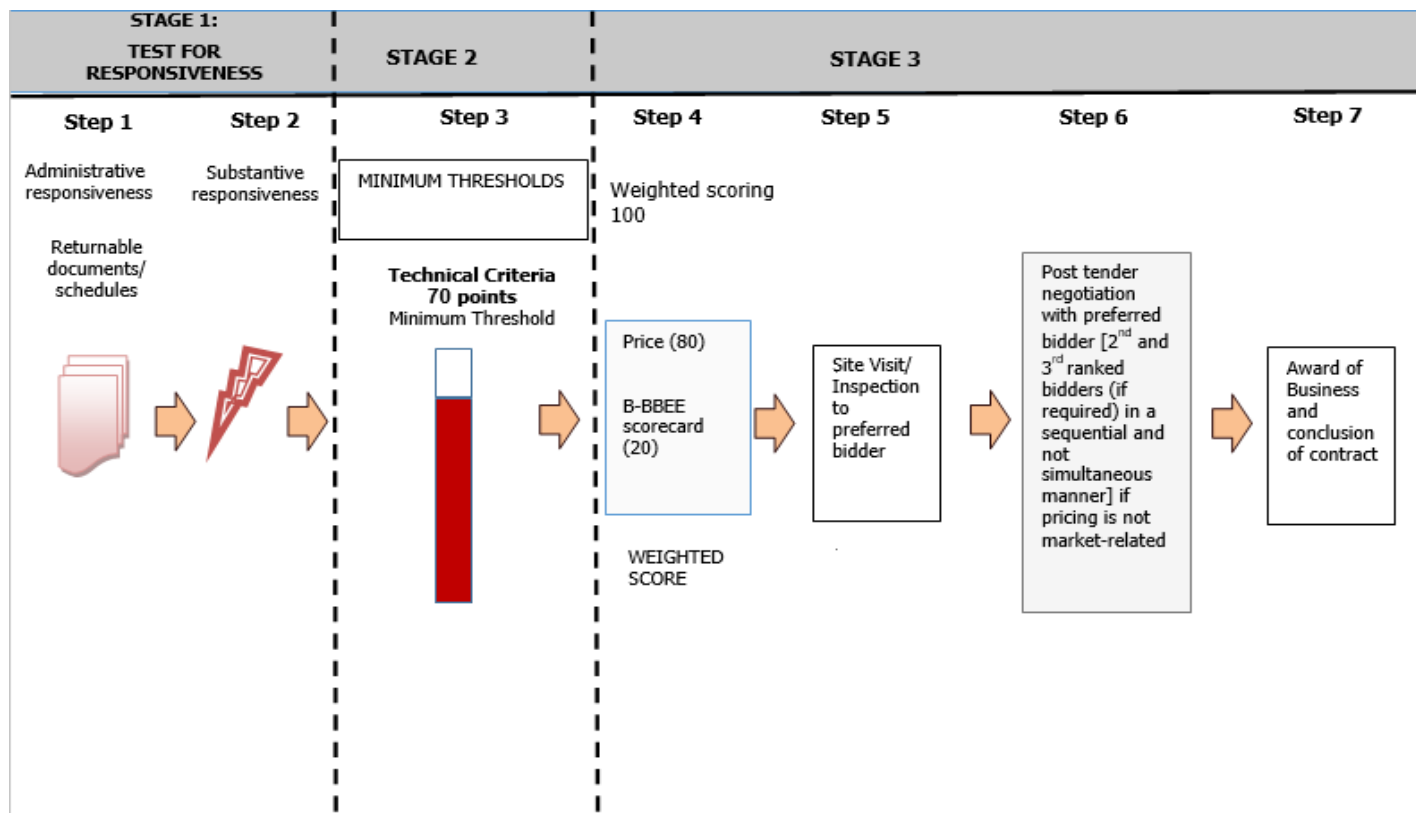 STAGE 1:
TEST FOR
RESPONSIVENESS
STAGE 2
STAGE 3
Step 1
Step 2
Step 3
Step 4
Step 5
Step 6
Step 7
Administrative
responsiveness
Returnable
documents/
schedules
Substantive
responsiveness
MINIMUM THRESHOLDS
Technical Criteria
70 points
Minimum Threshold
Weighted scoring
100
Price (80)
B-BBEE
scorecard
(20)
WEIGHTED
SCORE
Site Visit/
Inspection
to
preferred
bidder
Post tender
negotiation
with preferred
bidder [2nd and
3rd ranked
bidders (if
required) in a
sequential and
not
simultaneous
manner] if
pricing is not
market-related
Award of
Business
and
conclusion
of contract